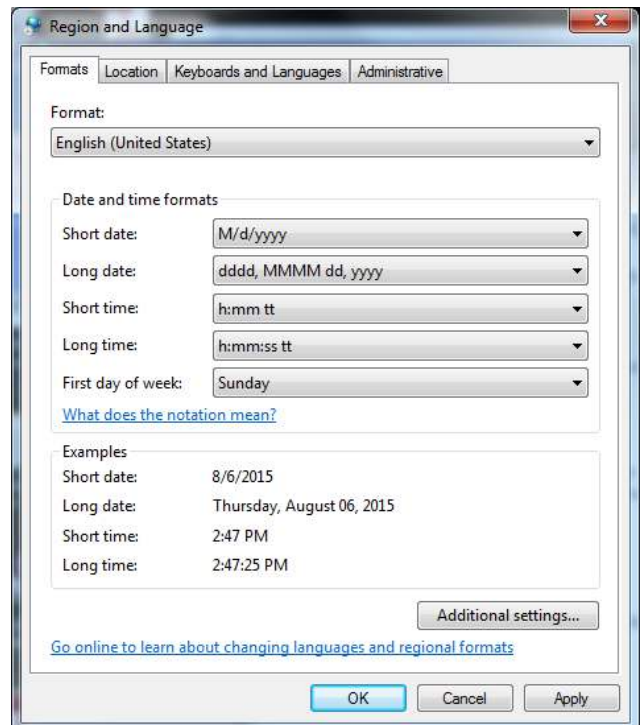 Region and Language
Formats Location Keyboards and Languages Administrative
Format:
English (United States)
Date and time formats
Short date: M/d/yyyy
Long date: dddd, MMMM dd, yyyy
Short time: h:mm tt
Long time: h:mm:ss tt
First day of week: Sunday
What does the notation mean?
Examples
Short date: 8/6/2015
Long date: Thursday, August 06, 2015
Short time: 2:47 PM
Long time: 2:47:25 PM
Additional settings...
Go online to learn about changing languages and regional formats
OK Cancel Apply